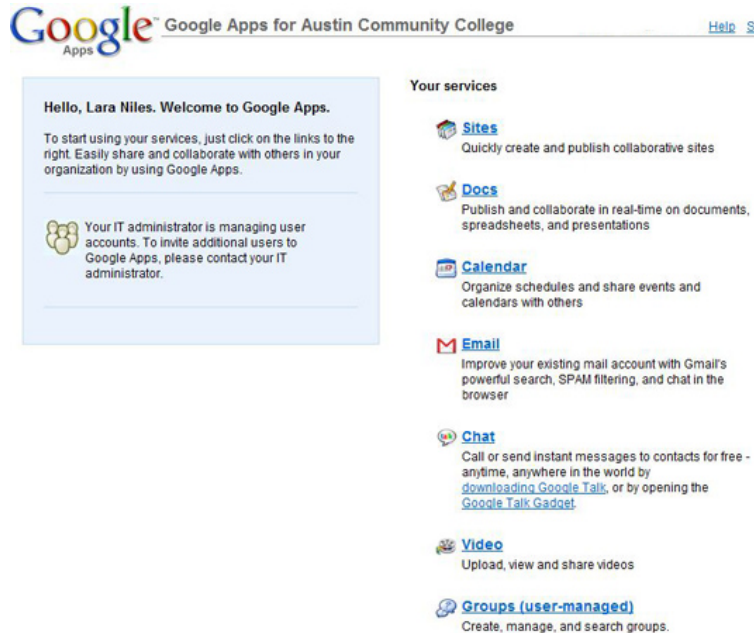 Google™ Google Apps for Austin Community College
Apps
Help S
Hello, Lara Niles. Welcome to Google Apps.
To start using your services, just click on the links to the
right. Easily share and collaborate with others in your
organization by using Google Apps.
Your IT administrator is managing user
accounts. To invite additional users to
Google Apps, please contact your IT
administrator.
Your services
Sites
Quickly create and publish collaborative sites
Docs
Publish and collaborate in real-time on documents,
spreadsheets, and presentations
Calendar
Organize schedules and share events and
calendars with others
Email
Improve your existing mail account with Gmail's
powerful search, SPAM filtering, and chat in the
browser
Chat
Call or send instant messages to contacts for free -
anytime, anywhere in the world by
downloading Google Talk, or by opening the
Google Talk Gadget.
Video
Upload, view and share videos
Groups (user-managed)
Create, manage, and search groups.